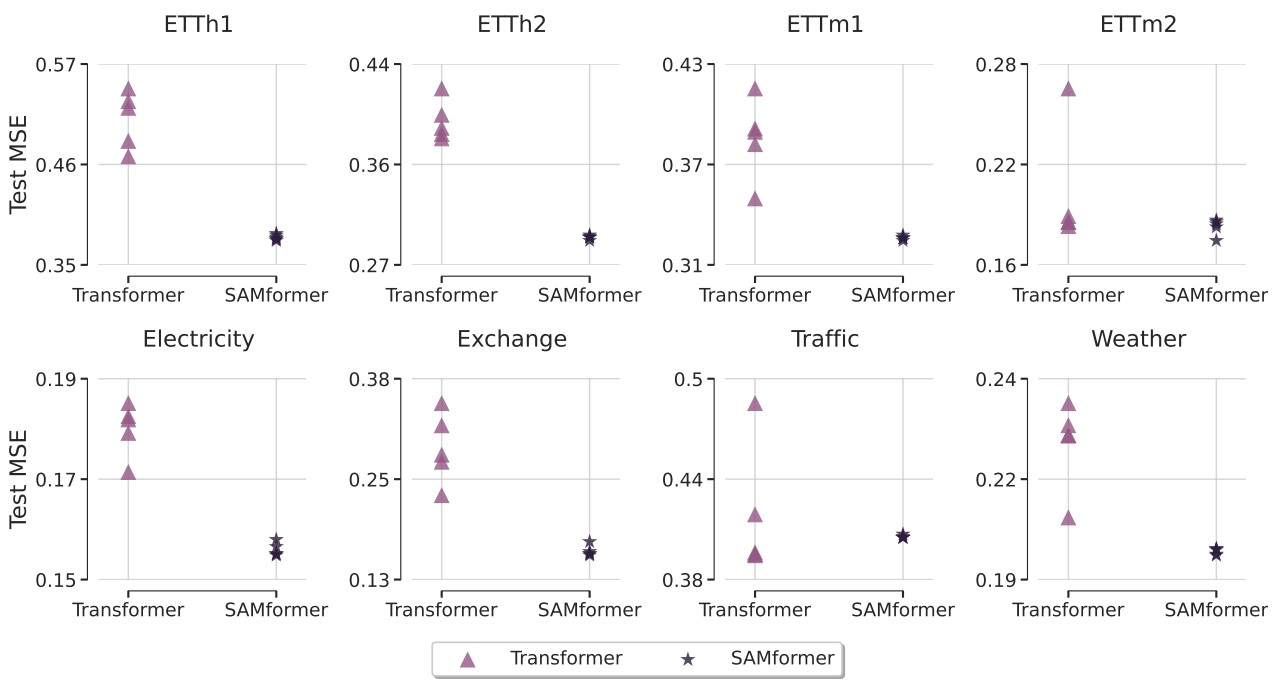 ETTh1
ETTh2
ETTm1
ETTm2
Test MSE
0.57
0.46
0.35
Transformer
SAMformer
0.44
0.36
0.27
Transformer
SAMformer
0.43
0.37
0.31
Transformer
SAMformer
0.28
0.22
0.16
Transformer
SAMformer
Electricity
Exchange
Traffic
Weather
Test MSE
0.19
0.17
0.15
Transformer
SAMformer
0.38
0.25
0.13
Transformer
SAMformer
0.5
0.44
0.38
Transformer
SAMformer
0.24
0.22
0.19
Transformer
SAMformer
Transformer
SAMformer